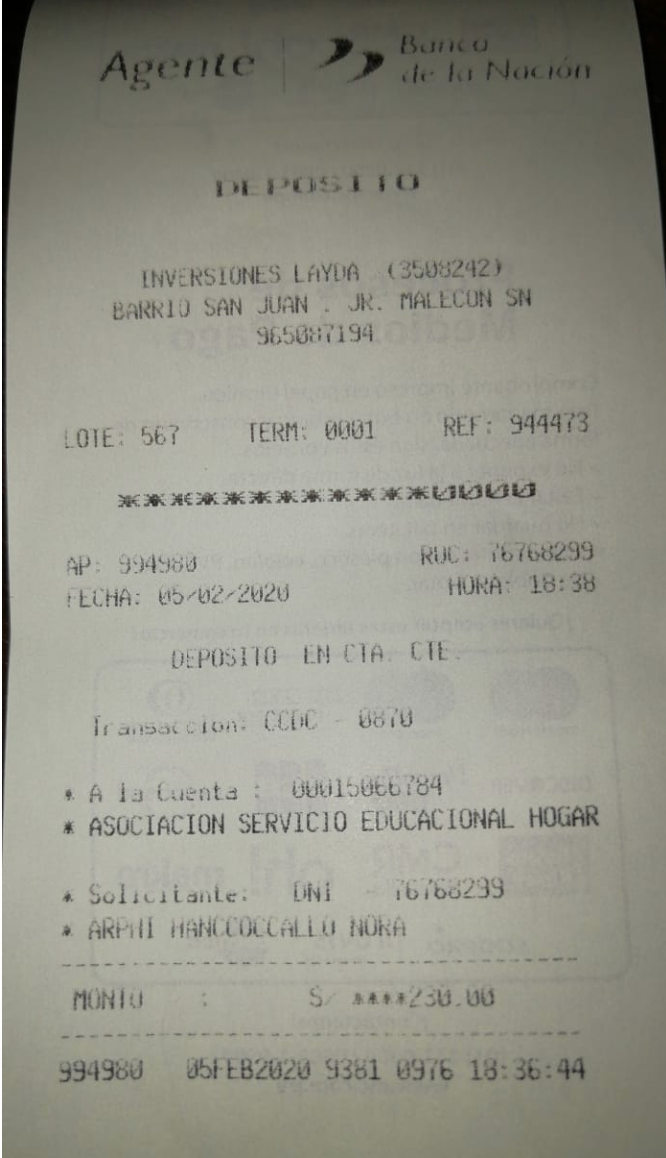 Agente
Banco
de la Nación
DEPOSITO
INVERSIONES LAYDA (3508242)
BARRIO SAN JUAN . JR. MALECON SN
965087194
LOTE: 567 TERM: 0001 REF: 944473
************0000
AP: 994980 RUC: 76768299
FECHA: 05/02/2020 HORA: 18:38
DEPOSITO EN CTA. CTE.
Transaccion: CCDC - 0870
* A la Cuenta : 00015066784
* ASOCIACION SERVICIO EDUCACIONAL HOGAR
* Solicitante: DNI - 76768299
* ARPHI HANCCOCCALLO NORA
MONTO : S/ ****230.00
994980 05FEB2020 9381 0976 18:36:44